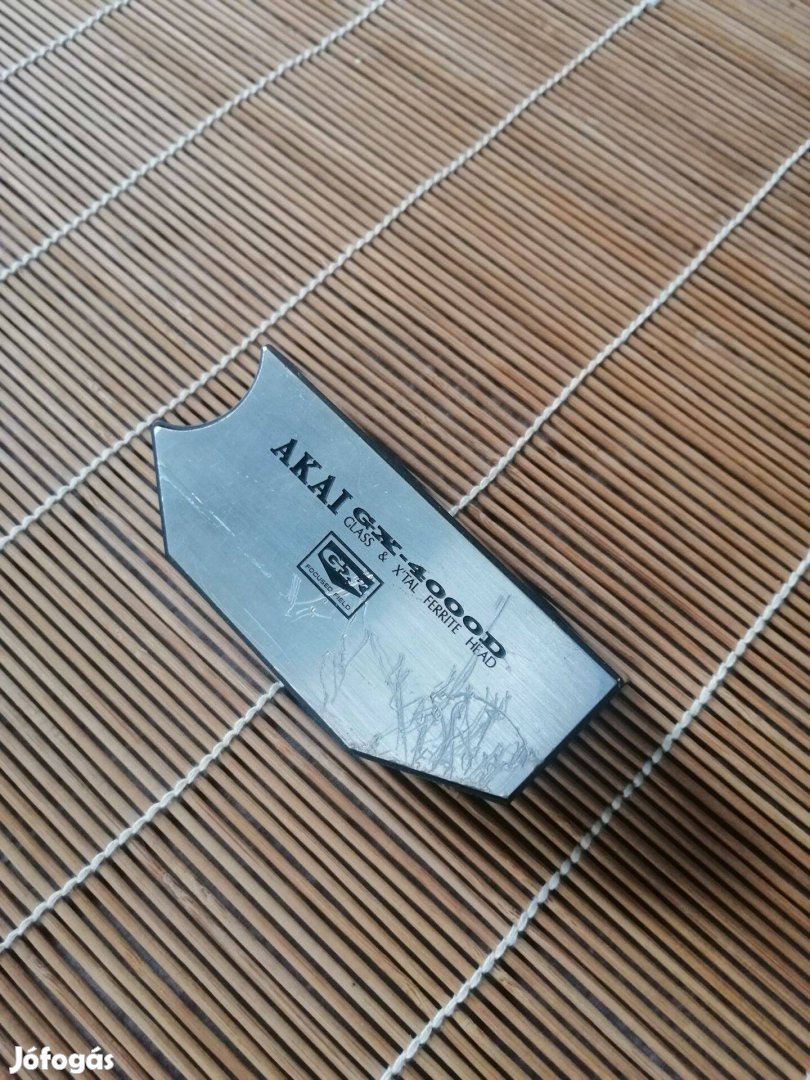 AKAI GX-4000D
GLASS & X'TAL FERRITE HEAD
GX
FOCUSED FIELD
Jófogás